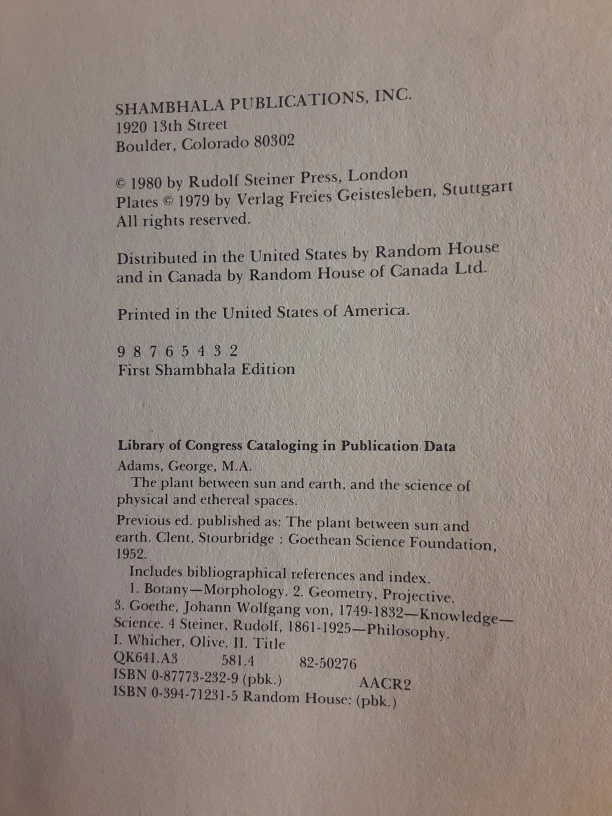 SHAMBHALA PUBLICATIONS, INC.
1920 13th Street
Boulder, Colorado 80302
© 1980 by Rudolf Steiner Press, London
Plates © 1979 by Verlag Freies Geistesleben, Stuttgart
All rights reserved.
Distributed in the United States by Random House
and in Canada by Random House of Canada Ltd.
Printed in the United States of America.
9 8 7 6 5 4 3 2
First Shambhala Edition
Library of Congress Cataloging in Publication Data
Adams, George, M.A.
The plant between sun and earth, and the science of
physical and ethereal spaces.
Previous ed. published as: The plant between sun and
earth. Clent, Stourbridge : Goethean Science Foundation,
1952.
Includes bibliographical references and index.
1. Botany—Morphology. 2. Geometry, Projective.
3. Goethe, Johann Wolfgang von, 1749-1832—Knowledge—
Science. 4 Steiner, Rudolf, 1861-1925—Philosophy.
I. Whicher, Olive. II. Title
QK641.A3 581.4 82-50276
ISBN 0-87773-232-9 (pbk.) AACR2
ISBN 0-394-71231-5 Random House: (pbk.)